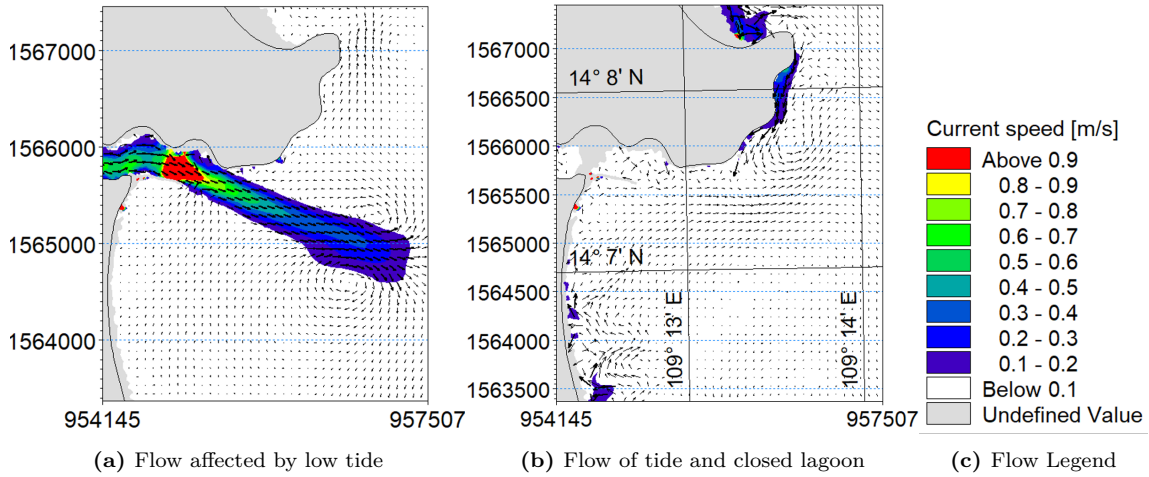 1567000
1566000
1565000
1564000
954145
957507
(a) Flow affected by low tide
1567000
1566500
1566000
1565500
1565000
1564500
1564000
1563500
14° 8' N
14° 7' N
109° 13' E
109° 14' E
954145
957507
(b) Flow of tide and closed lagoon
Current speed [m/s]
Above 0.9
0.8 - 0.9
0.7 - 0.8
0.6 - 0.7
0.5 - 0.6
0.4 - 0.5
0.3 - 0.4
0.2 - 0.3
0.1 - 0.2
Below 0.1
Undefined Value
(c) Flow Legend